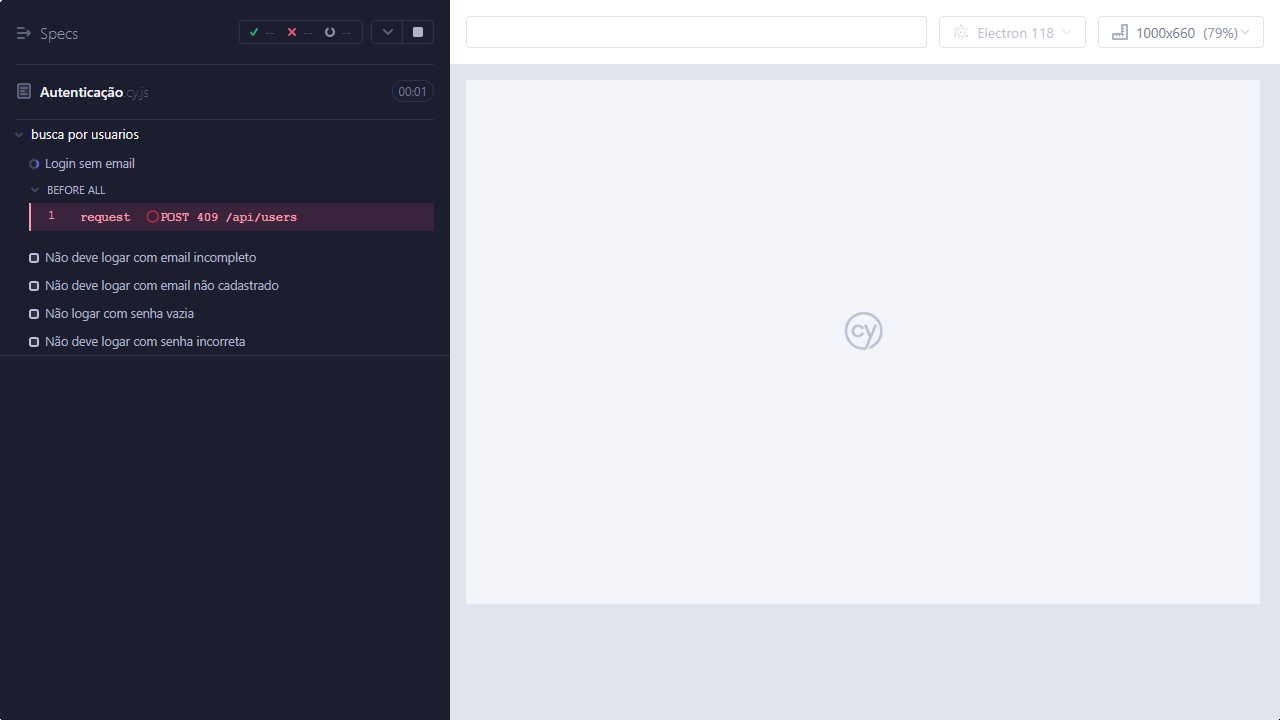 Specs
-- -- --
Autenticação cy.js 00:01
busca por usuarios
Login sem email
BEFORE ALL
1 request POST 409 /api/users
Não deve logar com email incompleto
Não deve logar com email não cadastrado
Não logar com senha vazia
Não deve logar com senha incorreta
Electron 118
1000x660 (79%)
cy